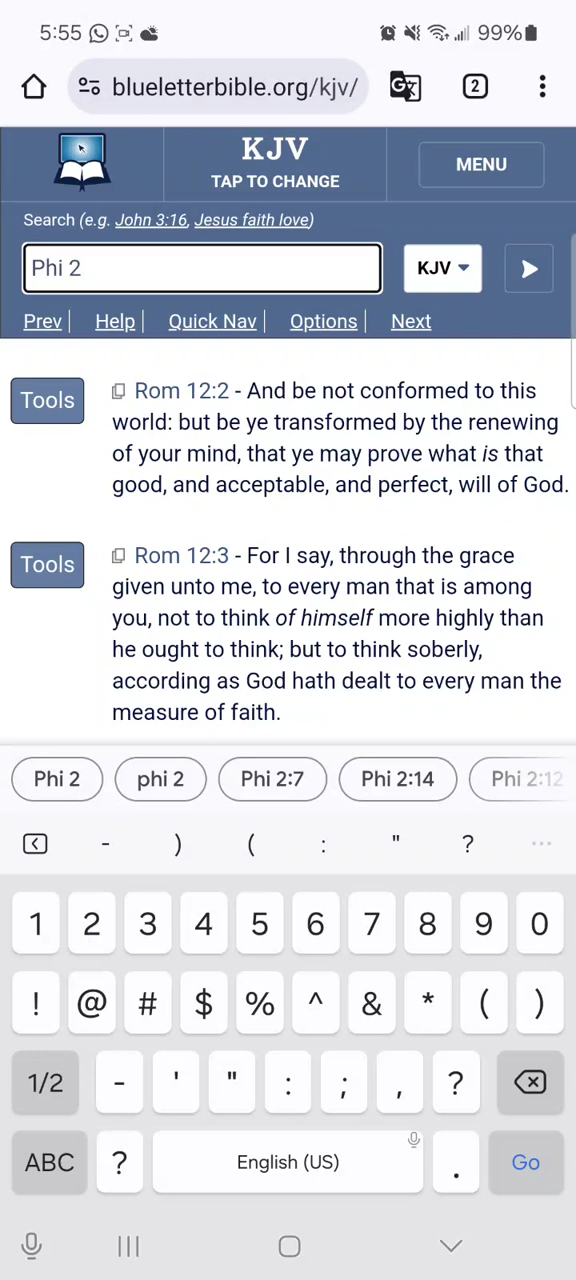 5:55 99%
blueletterbible.org/kjv/ 2
KJV
TAP TO CHANGE
MENU
Search (e.g. John 3:16, Jesus faith love)
Phi 2 KJV
Prev | Help | Quick Nav | Options | Next
Tools Rom 12:2 - And be not conformed to this
world: but be ye transformed by the renewing
of your mind, that ye may prove what is that
good, and acceptable, and perfect, will of God.
Tools Rom 12:3 - For I say, through the grace
given unto me, to every man that is among
you, not to think of himself more highly than
he ought to think; but to think soberly,
according as God hath dealt to every man the
measure of faith.
Phi 2 phi 2 Phi 2:7 Phi 2:14 Phi 2:12
- ) ( : " ? ...
1 2 3 4 5 6 7 8 9 0
! @ # $ % ^ & * ( )
1/2 - ' " : ; , ?
ABC ? English (US) . Go